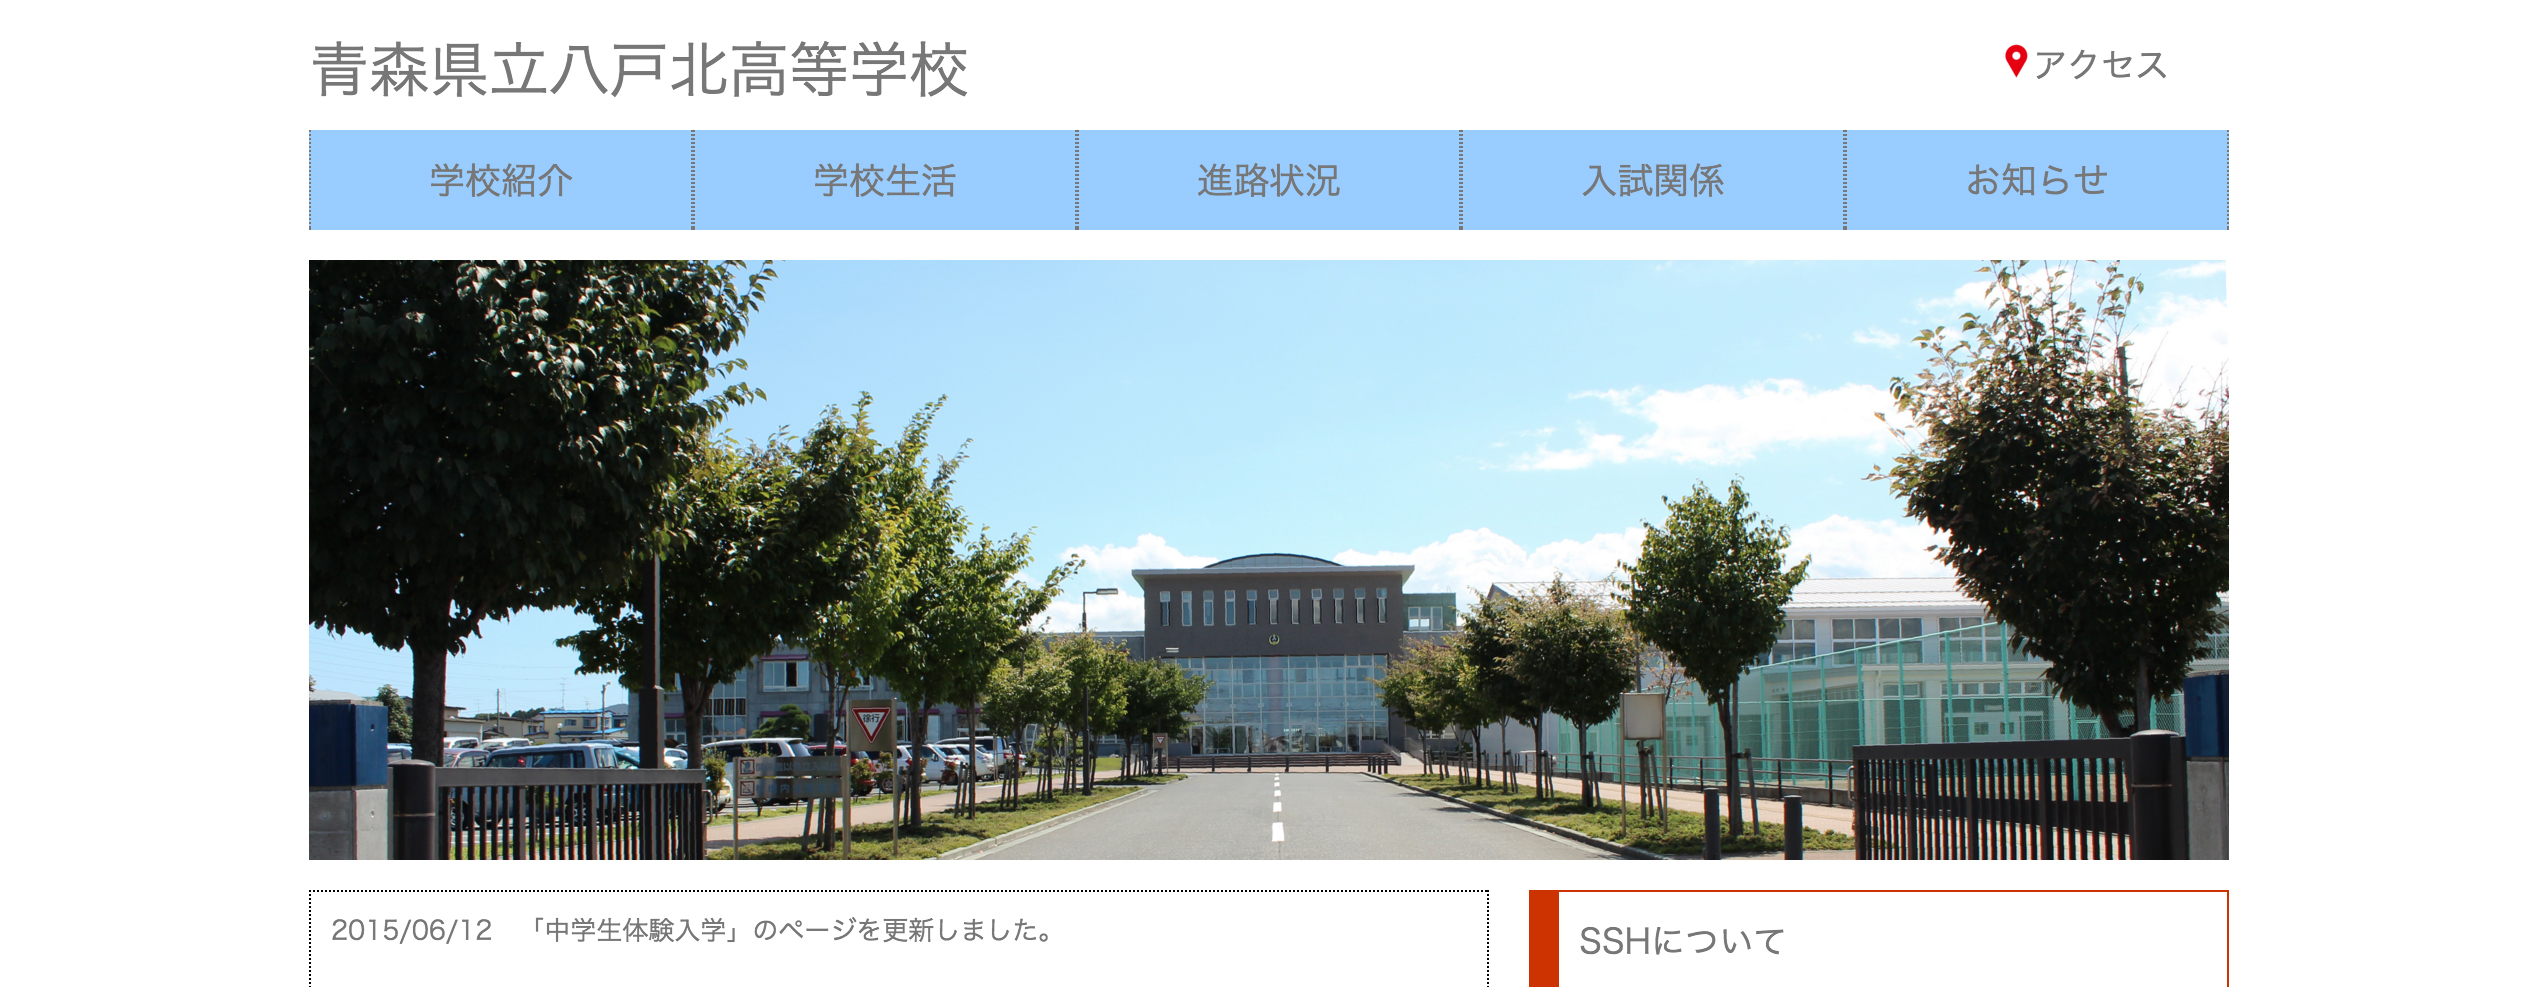 青森県立八戸北高等学校
アクセス
学校紹介
学校生活
進路状況
入試関係
お知らせ
徐行
2015/06/12 「中学生体験入学」のページを更新しました。
SSHについて